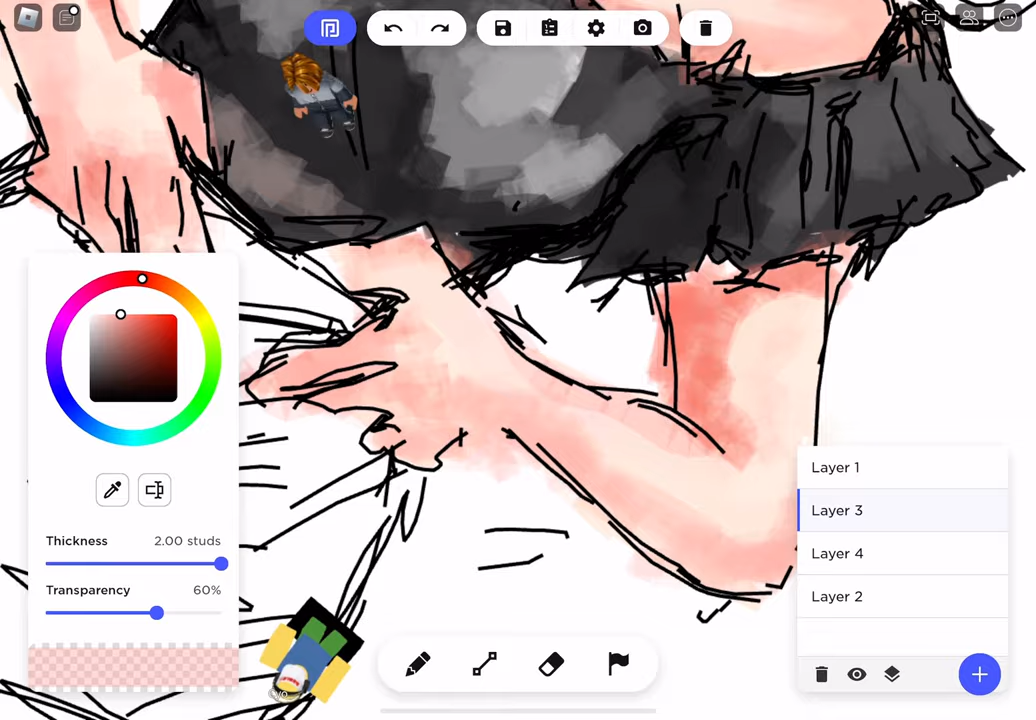 Layer 1
Layer 3
Layer 4
Layer 2
Thickness 2.00 studs
Transparency 60%